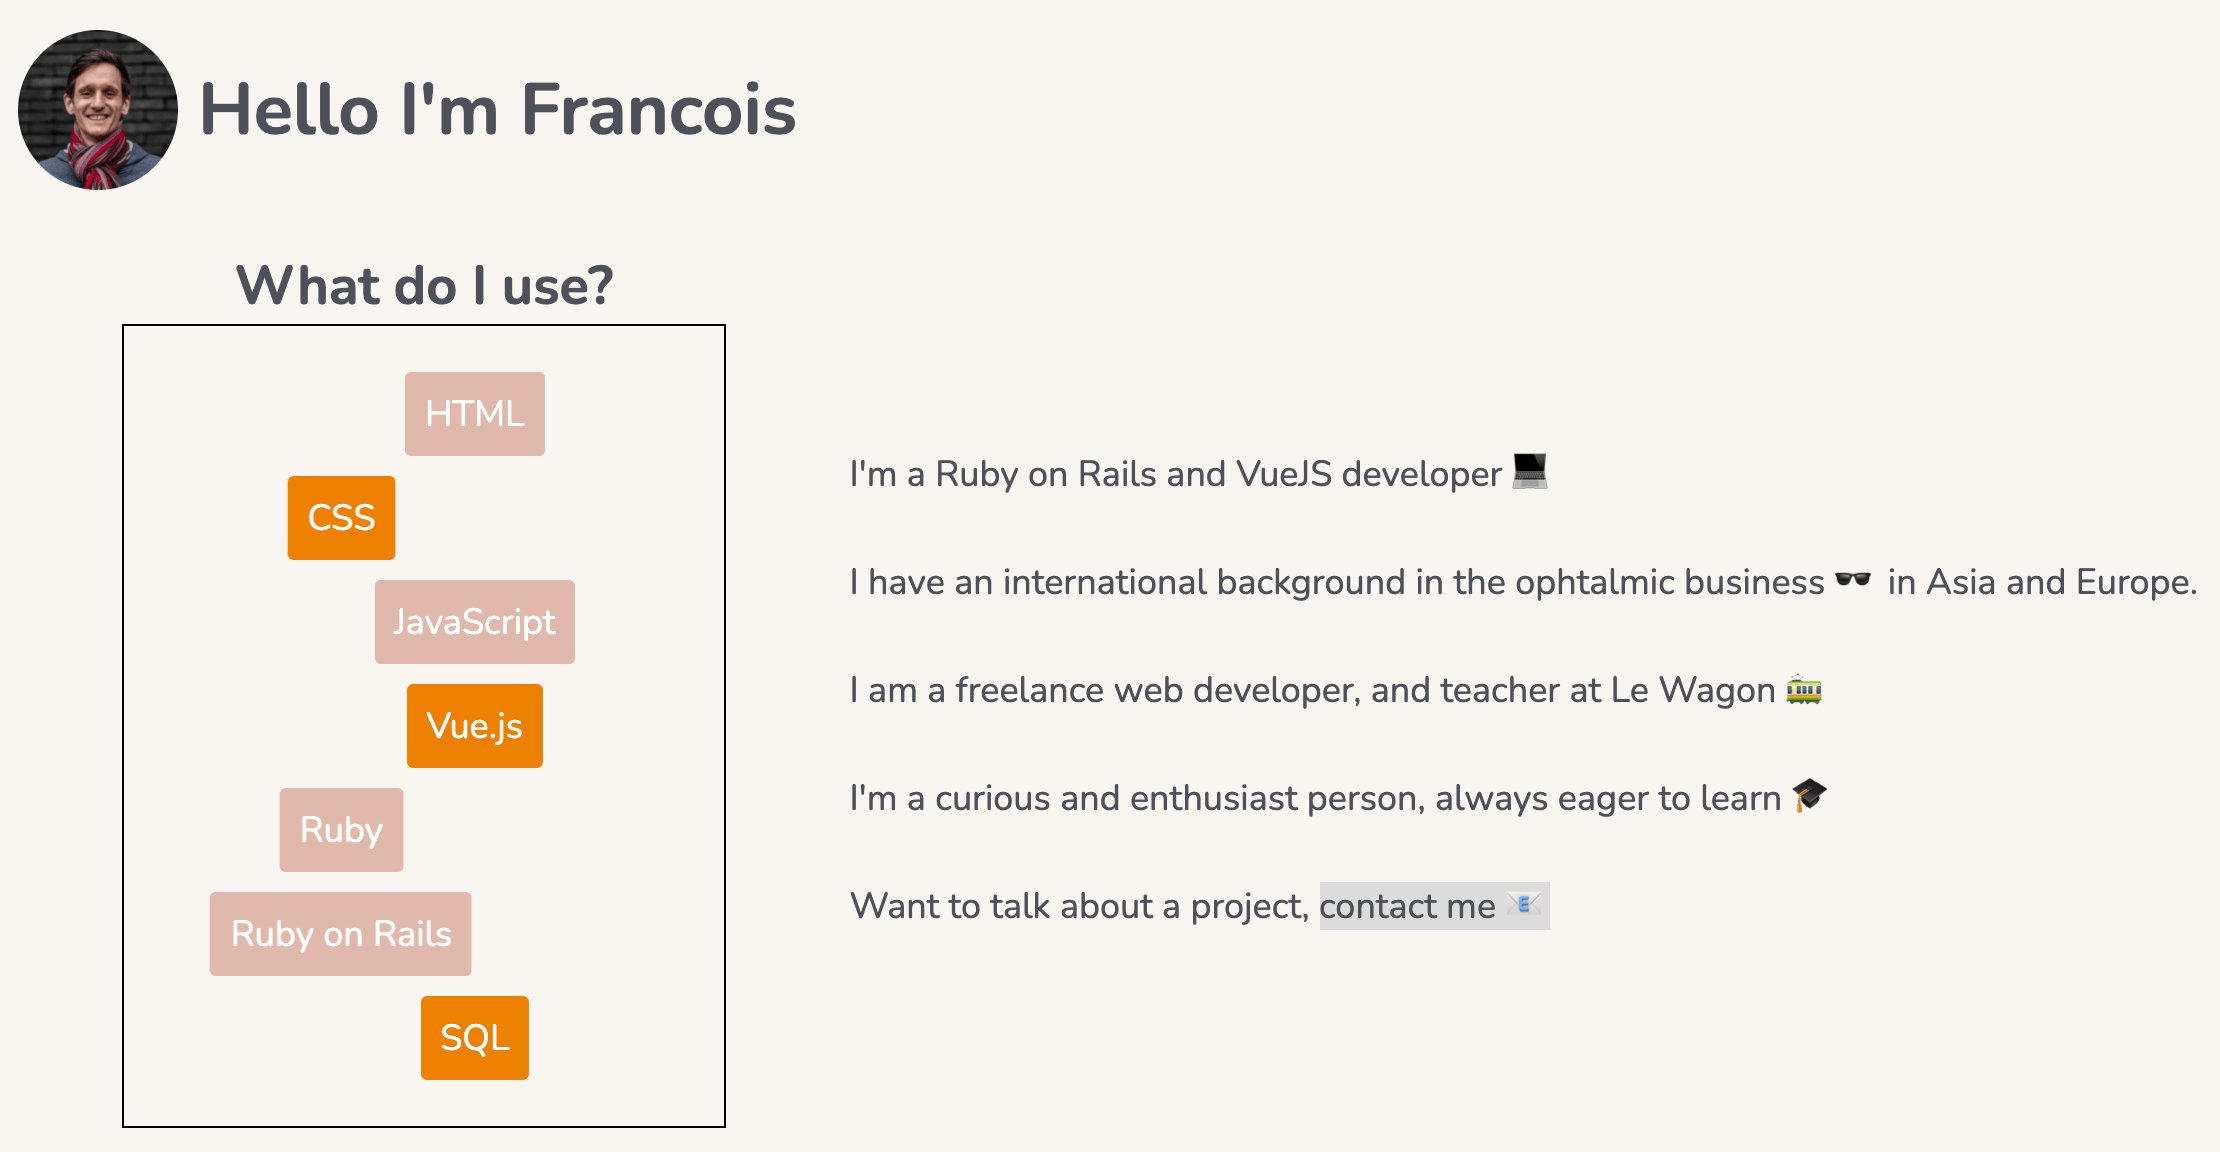 Hello I'm Francois
What do I use?
HTML
CSS
JavaScript
Vue.js
Ruby
Ruby on Rails
SQL
I'm a Ruby on Rails and VueJS developer 💻
I have an international background in the ophtalmic business 🕶️ in Asia and Europe.
I am a freelance web developer, and teacher at Le Wagon 🚋
I'm a curious and enthusiast person, always eager to learn 🎓
Want to talk about a project, contact me 📧